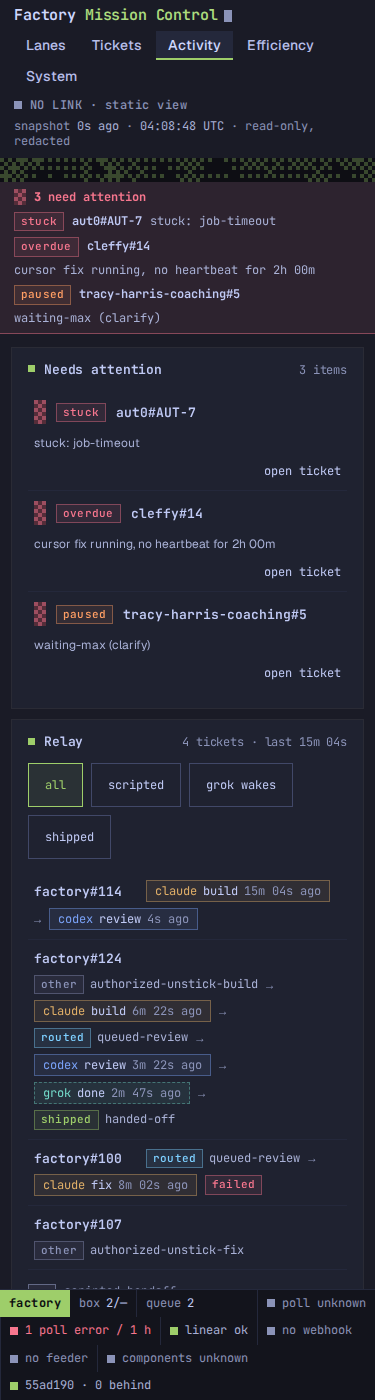 Factory Mission Control
Lanes Tickets Activity Efficiency
System
NO LINK · static view
snapshot 0s ago · 04:08:48 UTC · read-only,
redacted
3 need attention
stuck aut0#AUT-7 stuck: job-timeout
overdue cleffy#14
cursor fix running, no heartbeat for 2h 00m
paused tracy-harris-coaching#5
waiting-max (clarify)
Needs attention 3 items
stuck aut0#AUT-7
stuck: job-timeout
open ticket
overdue cleffy#14
cursor fix running, no heartbeat for 2h 00m
open ticket
paused tracy-harris-coaching#5
waiting-max (clarify)
open ticket
Relay 4 tickets · last 15m 04s
all scripted grok wakes
shipped
factory#114 claude build 15m 04s ago
→ codex review 4s ago
factory#124
other authorized-unstick-build →
claude build 6m 22s ago →
routed queued-review →
codex review 3m 22s ago →
grok done 2m 47s ago →
shipped handed-off
factory#100 routed queued-review →
claude fix 8m 02s ago failed
factory#107
other authorized-unstick-fix
factory box 2/— queue 2 poll unknown
1 poll error / 1 h linear ok no webhook
no feeder components unknown
55ad190 · 0 behind